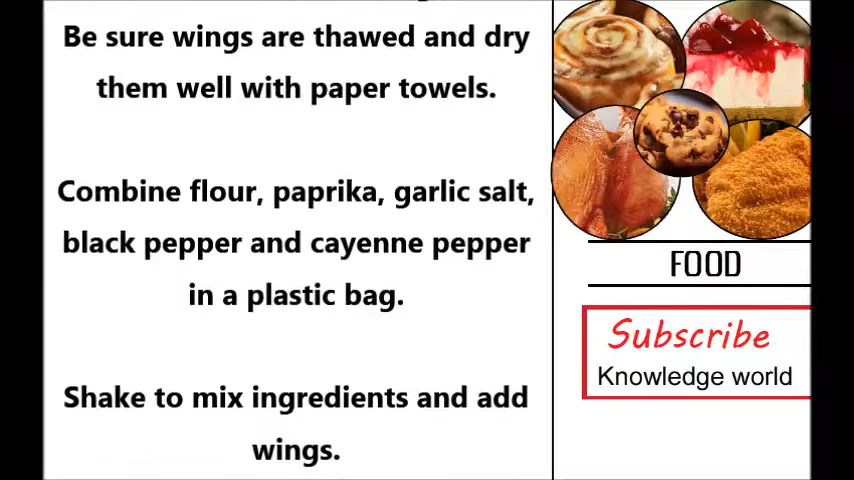 Be sure wings are thawed and dry
them well with paper towels.
Combine flour, paprika, garlic salt,
black pepper and cayenne pepper
in a plastic bag.
Shake to mix ingredients and add
wings.
FOOD
Subscribe
Knowledge world